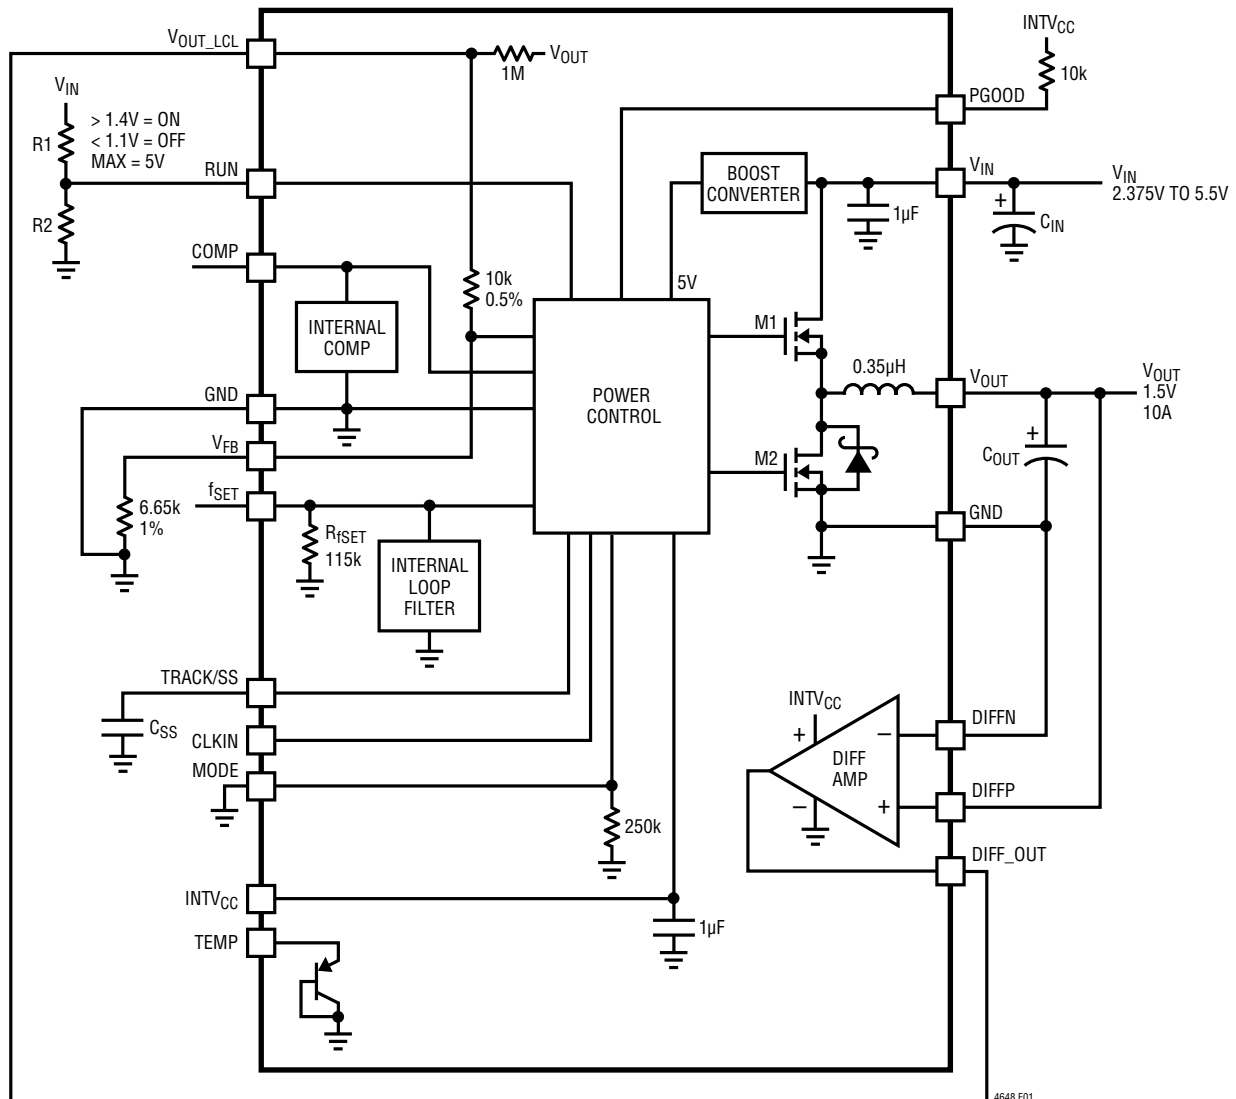 INTVCC
VOUT_LCL
VOUT
1M
10k
PGOOD
VIN
> 1.4V = ON
< 1.1V = OFF
MAX = 5V
R1
RUN
R2
BOOST
CONVERTER
VIN
VIN
2.375V TO 5.5V
1µF
+
CIN
COMP
10k
0.5%
5V
INTERNAL
COMP
M1
0.35µH
VOUT
VOUT
1.5V
10A
POWER
CONTROL
GND
VFB
+
COUT
M2
fSET
6.65k
1%
RfSET
115k
GND
INTERNAL
LOOP
FILTER
TRACK/SS
CSS
CLKIN
MODE
INTVCC
+
–
DIFF
AMP
–
+
DIFFN
DIFFP
250k
DIFF_OUT
INTVCC
1µF
TEMP
4648 F01